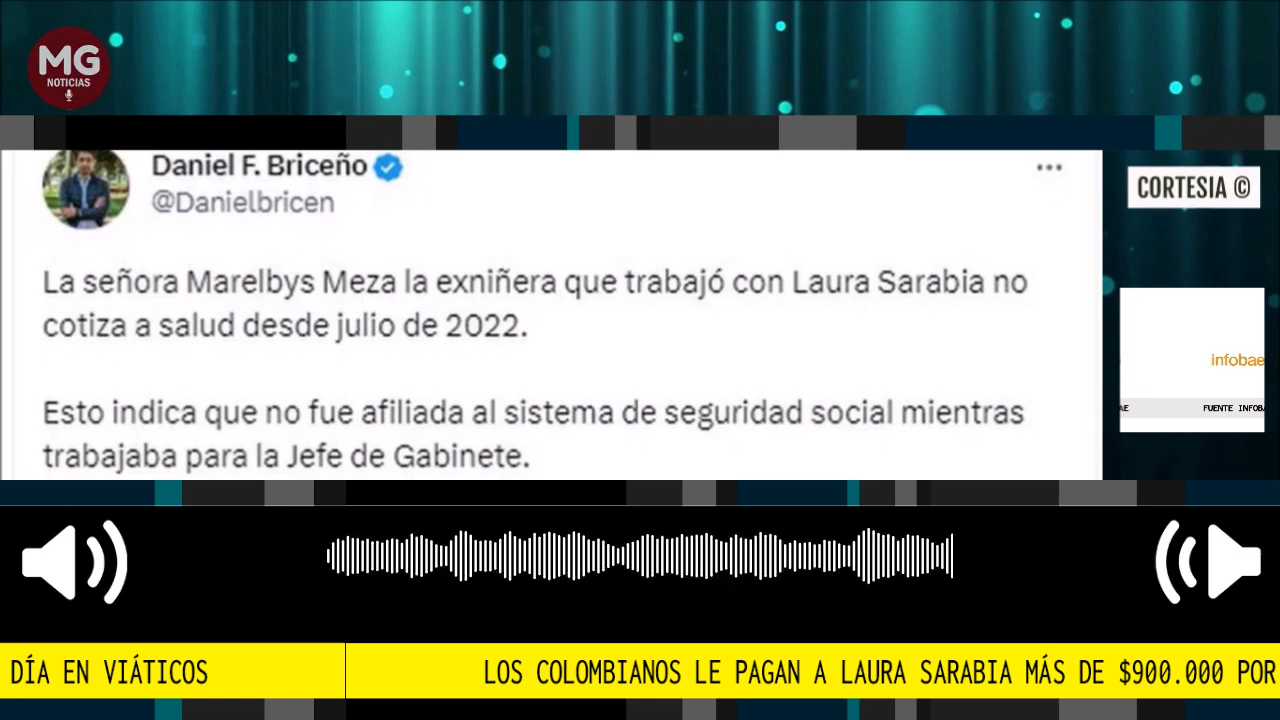 MG
NOTICIAS
Daniel F. Briceño
@Danielbricen
CORTESIA ©
La señora Marelbys Meza la exniñera que trabajó con Laura Sarabia no
cotiza a salud desde julio de 2022.
Esto indica que no fue afiliada al sistema de seguridad social mientras
trabajaba para la Jefe de Gabinete.
infobae
AE FUENTE INFOBA
DÍA EN VIÁTICOS LOS COLOMBIANOS LE PAGAN A LAURA SARABIA MÁS DE $900.000 POR